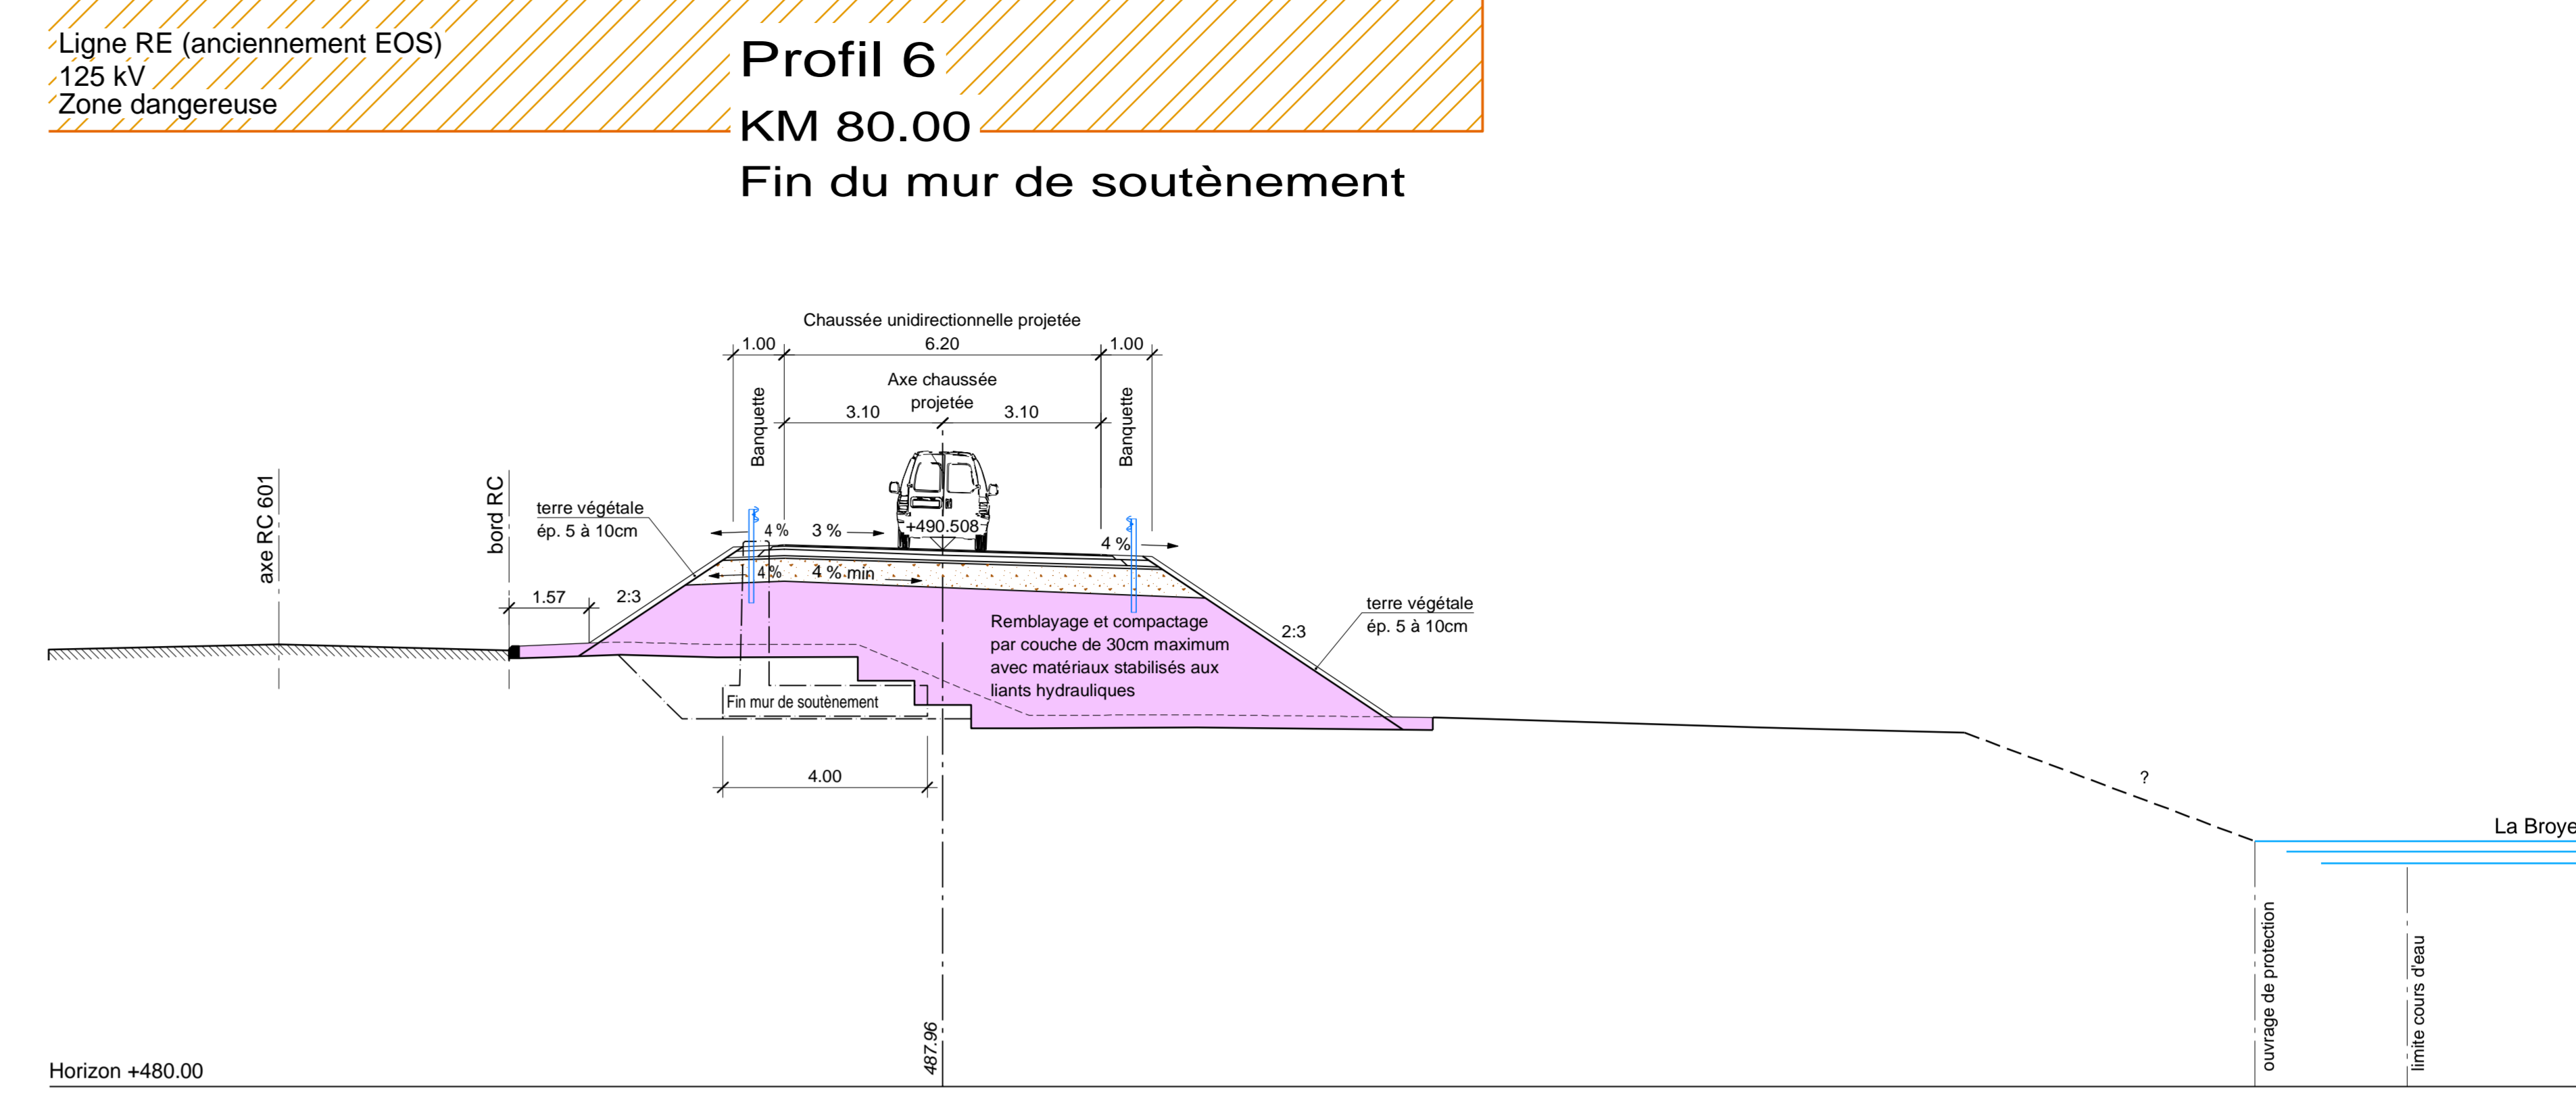 Ligne RE (anciennement EOS)
125 kV
Zone dangereuse
Profil 6
KM 80.00
Fin du mur de soutènement
Chaussée unidirectionnelle projetée
1.00
6.20
1.00
Axe chaussée
projetée
3.10
3.10
Banquette
Banquette
axe RC 601
bord RC
terre végétale
ép. 5 à 10cm
4 %
3 %
+490.508
4 %
4 %
4 % min
1.57
2:3
Remblayage et compactage
par couche de 30cm maximum
avec matériaux stabilisés aux
liants hydrauliques
2:3
terre végétale
ép. 5 à 10cm
Fin mur de soutènement
4.00
?
La Broye
ouvrage de protection
limite cours d'eau
487.96
Horizon +480.00